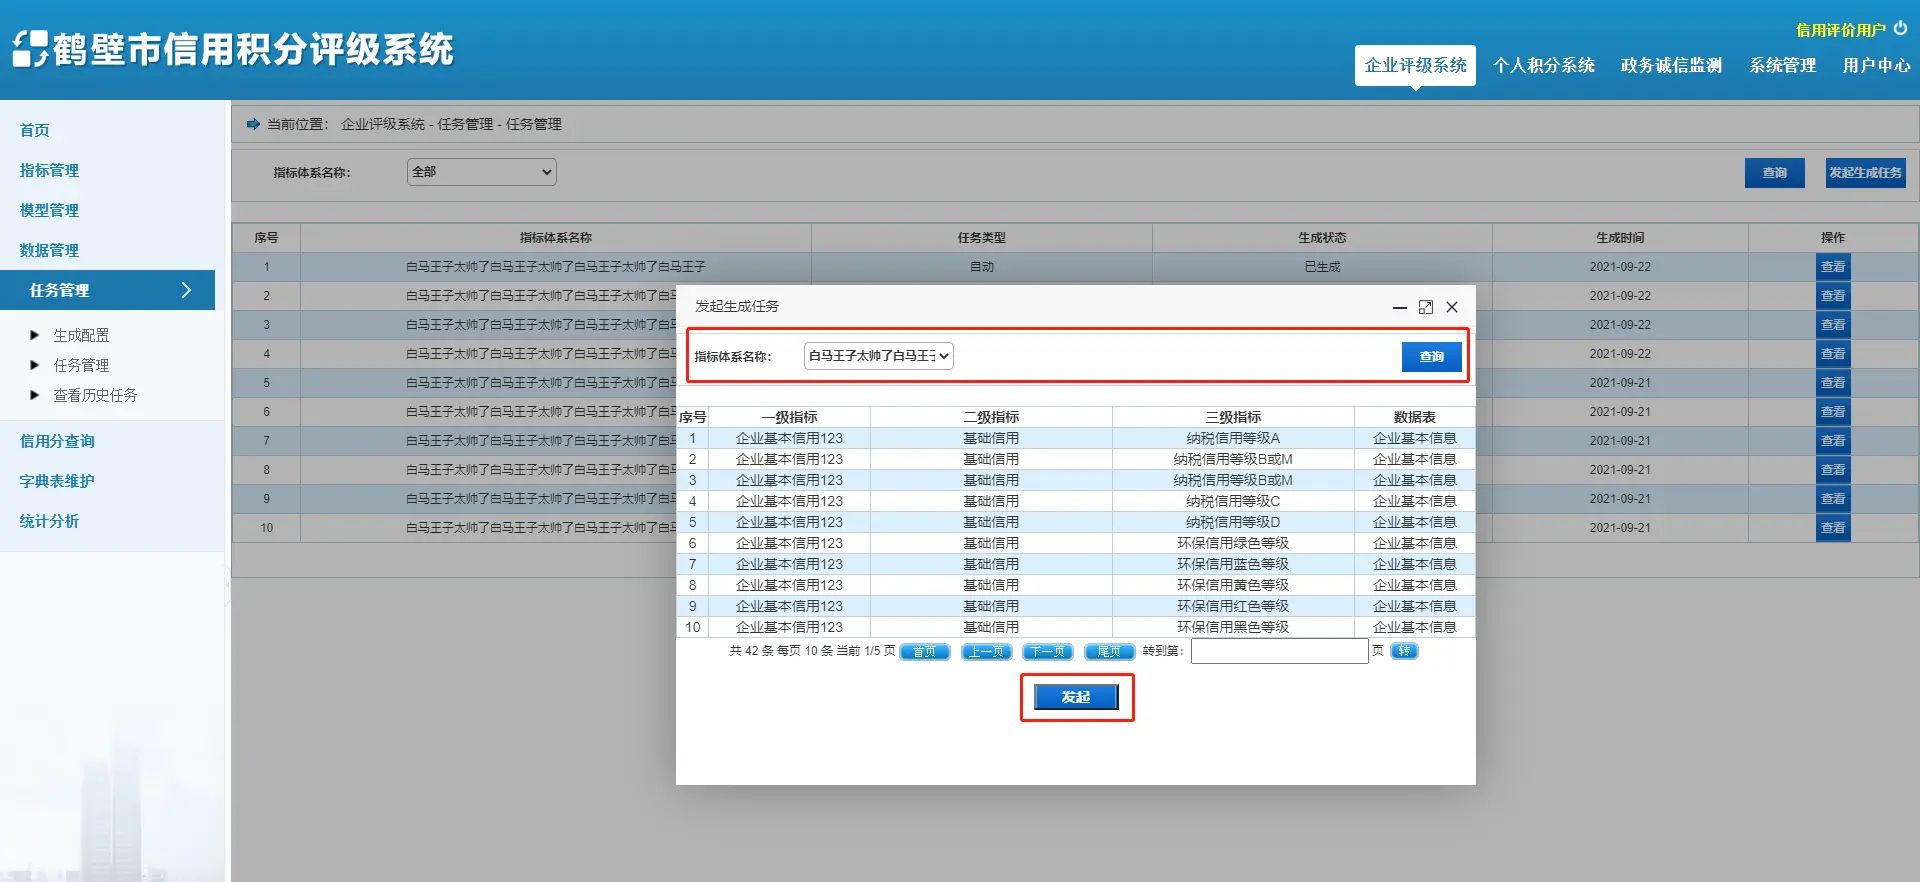 鹤壁市信用积分评级系统
信用评价用户
企业评级系统 个人积分系统 政务诚信监测 系统管理 用户中心
首页
指标管理
模型管理
数据管理
任务管理
生成配置
任务管理
查看历史任务
信用分查询
字典表维护
统计分析
当前位置： 企业评级系统 - 任务管理 - 任务管理
指标体系名称： 全部 查询 发起生成任务
序号 指标体系名称 任务类型 生成状态 生成时间 操作
1 白马王子太帅了白马王子太帅了白马王子太帅了白马王子 自动 已生成 2021-09-22 查看
2 白马王子太帅了白马王子太帅了白马王子太帅了白 2021-09-22 查看
3 白马王子太帅了白马王子太帅了白马王子太帅了白 2021-09-22 查看
4 白马王子太帅了白马王子太帅了白马王子太帅了白 2021-09-22 查看
5 白马王子太帅了白马王子太帅了白马王子太帅了白 2021-09-21 查看
6 白马王子太帅了白马王子太帅了白马王子太帅了白 2021-09-21 查看
7 白马王子太帅了白马王子太帅了白马王子太帅了白 2021-09-21 查看
8 白马王子太帅了白马王子太帅了白马王子太帅了白 2021-09-21 查看
9 白马王子太帅了白马王子太帅了白马王子太帅了白 2021-09-21 查看
10 白马王子太帅了白马王子太帅了白马王子太帅了白 2021-09-21 查看
发起生成任务
指标体系名称： 白马王子太帅了白马王子 查询
序号 一级指标 二级指标 三级指标 数据表
1 企业基本信用123 基础信用 纳税信用等级A 企业基本信息
2 企业基本信用123 基础信用 纳税信用等级B或M 企业基本信息
3 企业基本信用123 基础信用 纳税信用等级B或M 企业基本信息
4 企业基本信用123 基础信用 纳税信用等级C 企业基本信息
5 企业基本信用123 基础信用 纳税信用等级D 企业基本信息
6 企业基本信用123 基础信用 环保信用绿色等级 企业基本信息
7 企业基本信用123 基础信用 环保信用蓝色等级 企业基本信息
8 企业基本信用123 基础信用 环保信用黄色等级 企业基本信息
9 企业基本信用123 基础信用 环保信用红色等级 企业基本信息
10 企业基本信用123 基础信用 环保信用黑色等级 企业基本信息
共 42 条 每页 10 条 当前 1/5 页 首页 上一页 下一页 尾页 转到第： 页 转
发起